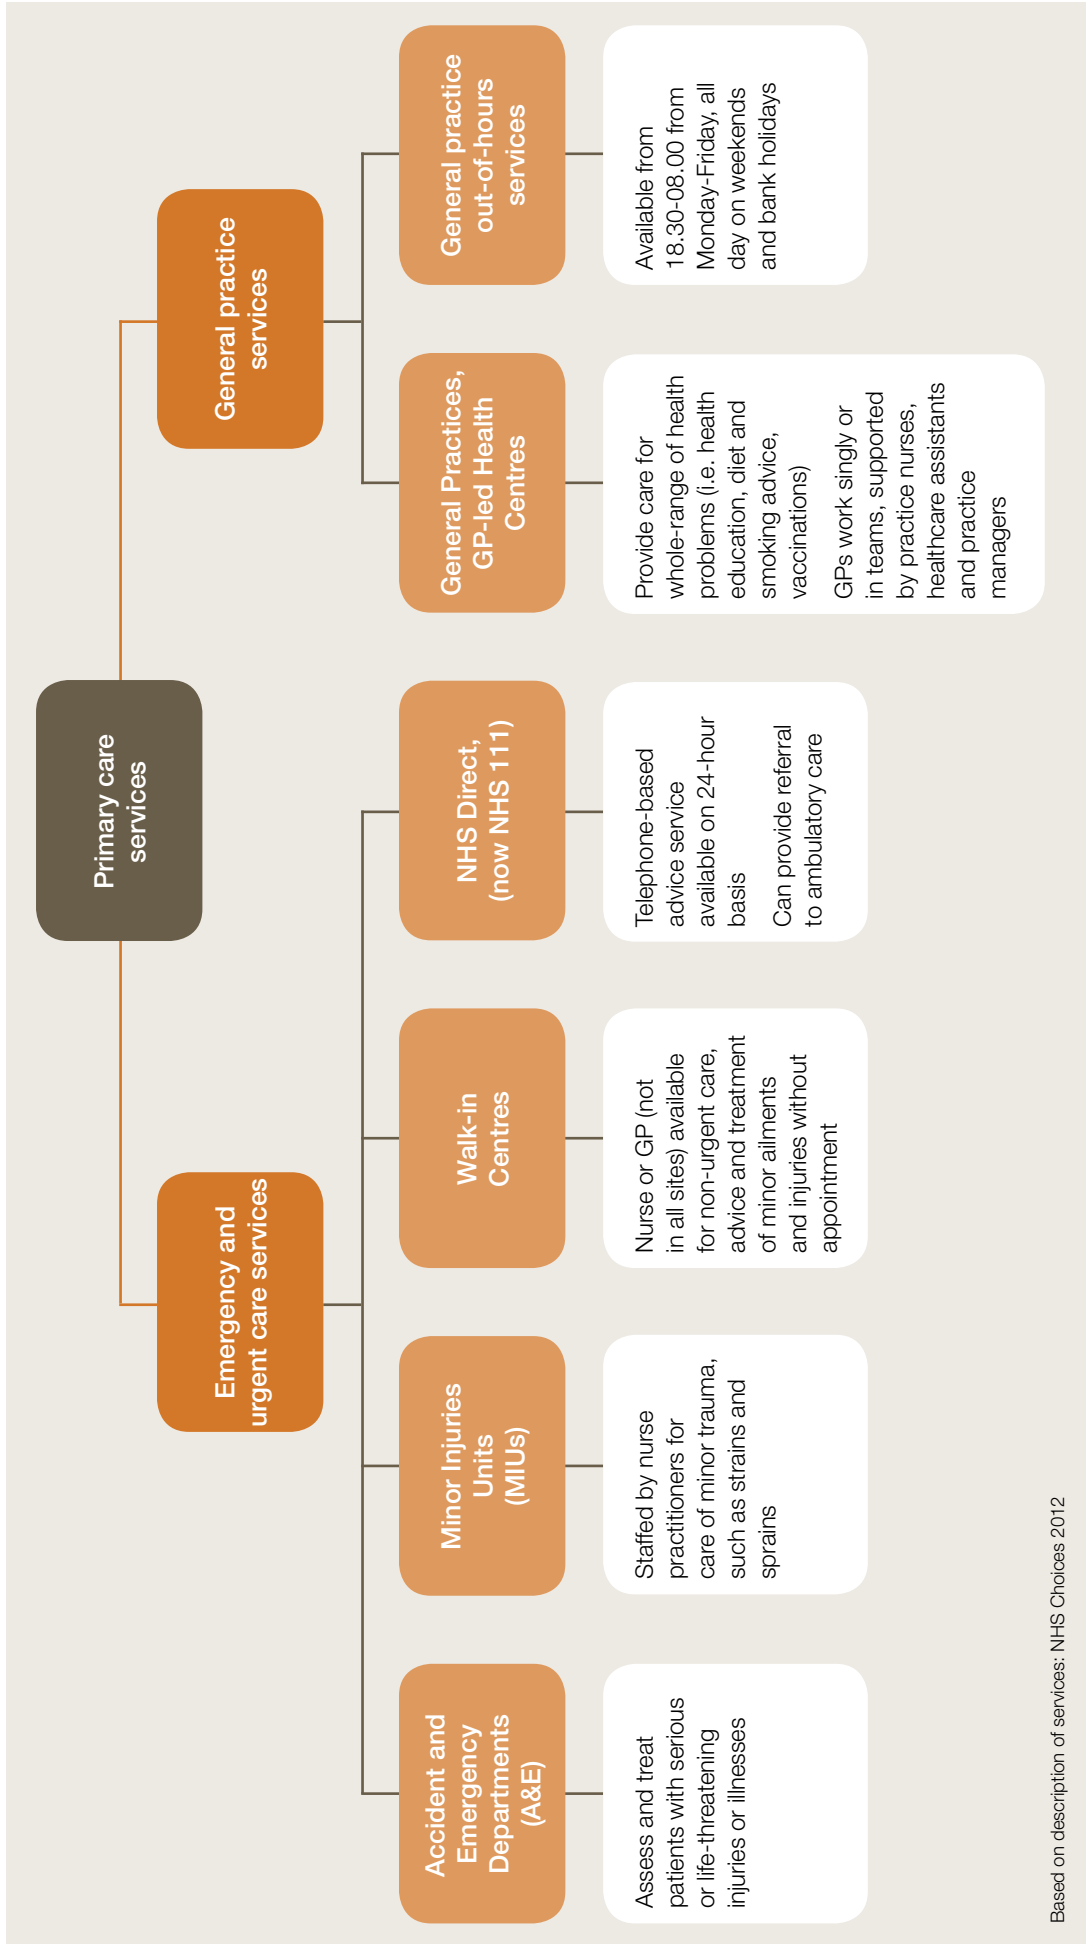 Primary care
services
Emergency and
urgent care services
General practice
services
Accident and
Emergency
Departments
(A&E)
Minor Injuries
Units
(MIUs)
Walk-in
Centres
NHS Direct,
(now NHS 111)
General Practices,
GP-led Health
Centres
General practice
out-of-hours
services
Assess and treat
patients with serious
or life-threatening
injuries or illnesses
Staffed by nurse
practitioners for
care of minor trauma,
such as strains and
sprains
Nurse or GP (not
in all sites) available
for non-urgent care,
advice and treatment
of minor ailments
and injuries without
appointment
Telephone-based
advice service
available on 24-hour
basis
Can provide referral
to ambulatory care
Provide care for
whole-range of health
problems (i.e. health
education, diet and
smoking advice,
vaccinations)
GPs work singly or
in teams, supported
by practice nurses,
healthcare assistants
and practice
managers
Available from
18.30-08.00 from
Monday-Friday, all
day on weekends
and bank holidays
Based on description of services: NHS Choices 2012